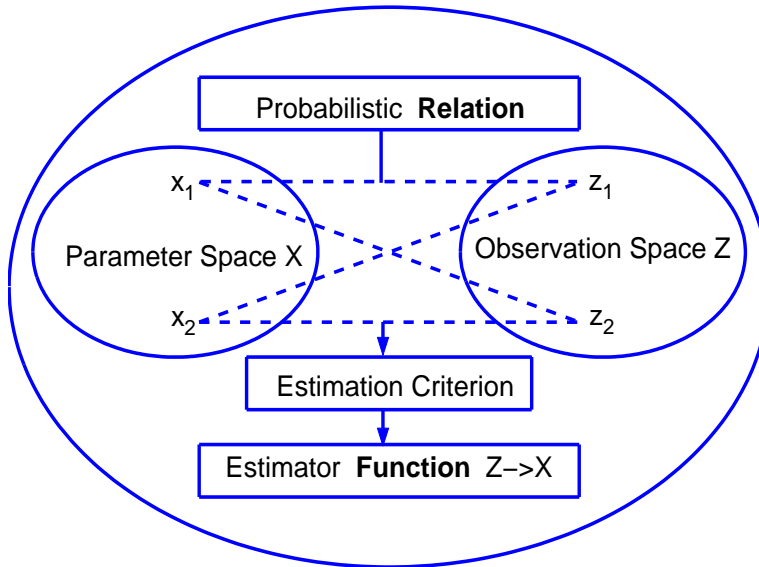 Probabilistic Relation
x1 z1
Parameter Space X Observation Space Z
x2 z2
Estimation Criterion
Estimator Function Z−>X